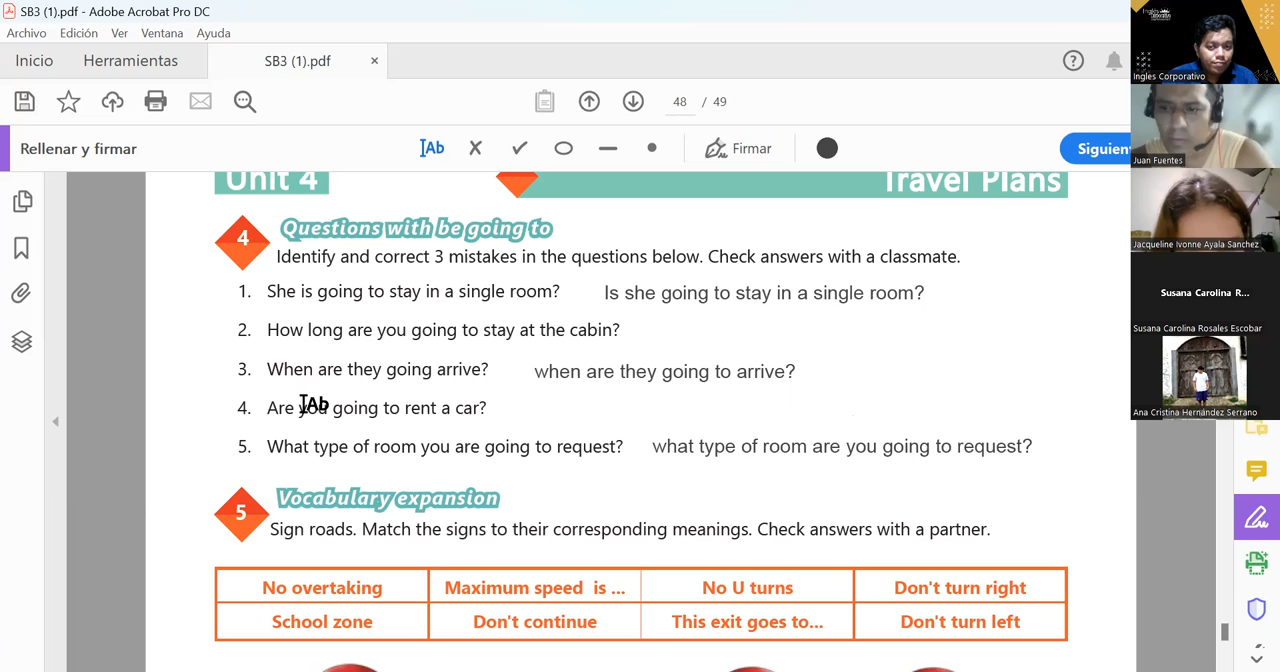 SB3 (1).pdf - Adobe Acrobat Pro DC
Archivo Edición Ver Ventana Ayuda
Inicio Herramientas SB3 (1).pdf ×
48 / 49
Rellenar y firmar IAb Firmar Siguien
Unit 4 Travel Plans
4 Questions with be going to
Identify and correct 3 mistakes in the questions below. Check answers with a classmate.
1. She is going to stay in a single room? Is she going to stay in a single room?
2. How long are you going to stay at the cabin?
3. When are they going arrive? when are they going to arrive?
4. Are you going to rent a car?
5. What type of room you are going to request? what type of room are you going to request?
5 Vocabulary expansion
Sign roads. Match the signs to their corresponding meanings. Check answers with a partner.
No overtaking Maximum speed is ... No U turns Don't turn right
School zone Don't continue This exit goes to... Don't turn left
Ingles Corporativo
Juan Fuentes
Jacqueline Ivonne Ayala Sanchez
Susana Carolina R...
Susana Carolina Rosales Escobar
Ana Cristina Hernández Serrano